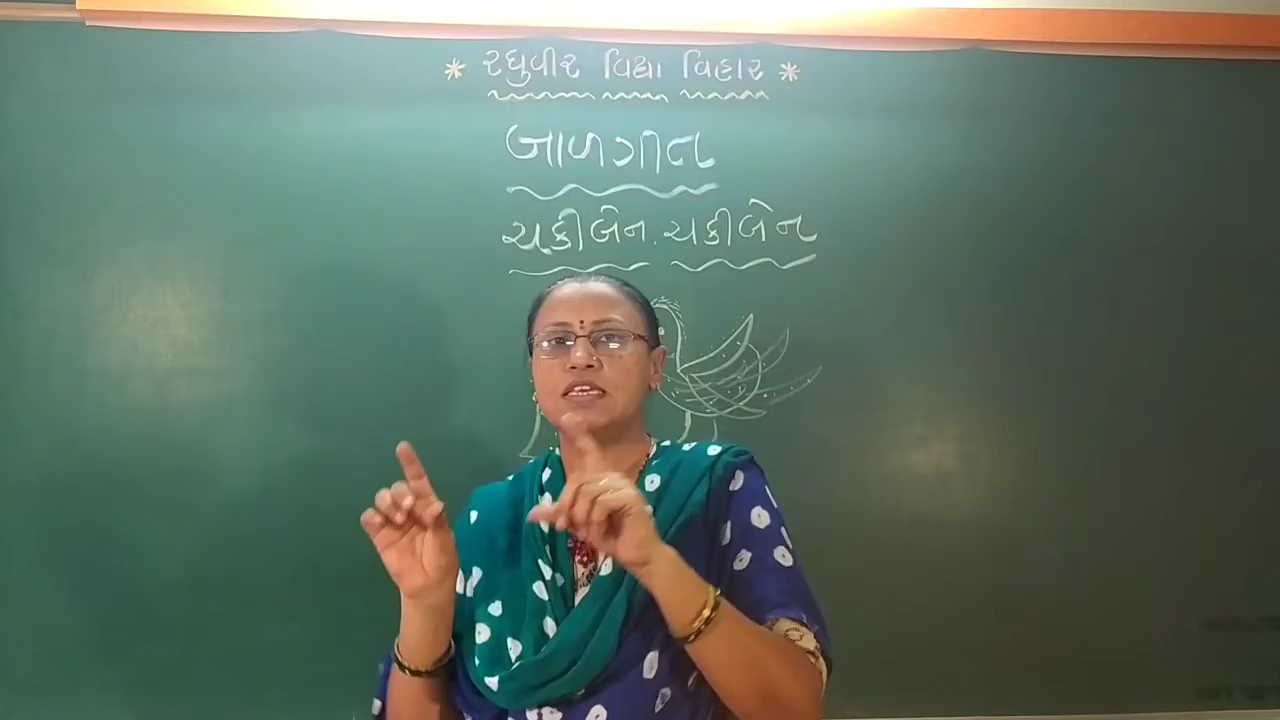 * રઘુવીર વિદ્યા વિહાર *
બાળગીત
ચકીબેન. ચકીબેન